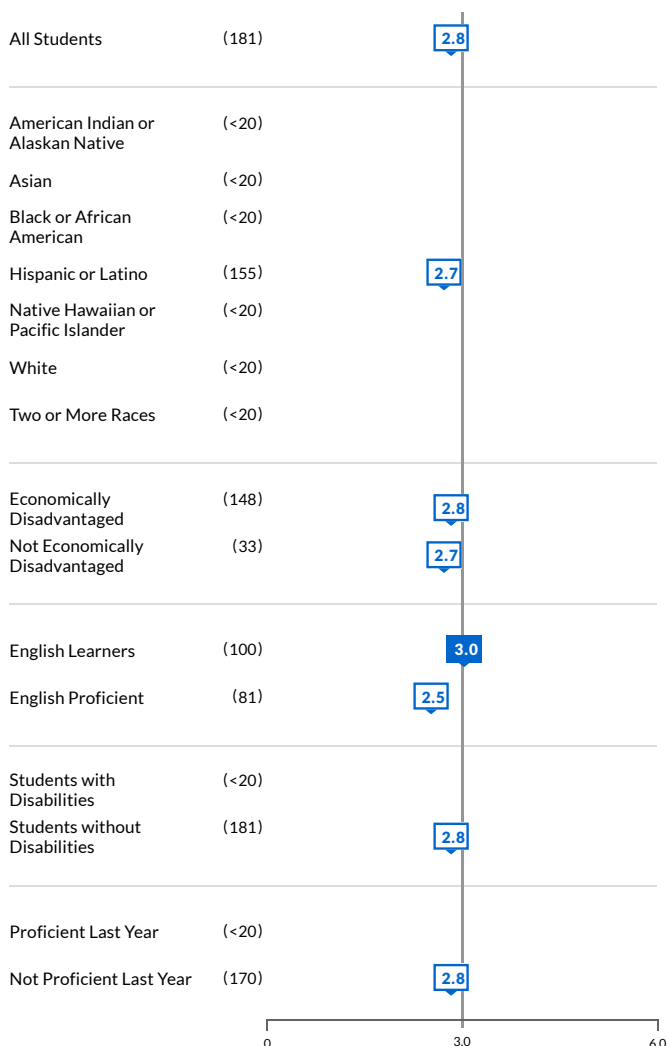 All Students (181) 2.8
American Indian or (<20)
Alaskan Native
Asian (<20)
Black or African (<20)
American
Hispanic or Latino (155) 2.7
Native Hawaiian or (<20)
Pacific Islander
White (<20)
Two or More Races (<20)
Economically (148) 2.8
Disadvantaged
Not Economically (33) 2.7
Disadvantaged
English Learners (100) 3.0
English Proficient (81) 2.5
Students with (<20)
Disabilities
Students without (181) 2.8
Disabilities
Proficient Last Year (<20)
Not Proficient Last Year (170) 2.8
0 3.0 6.0